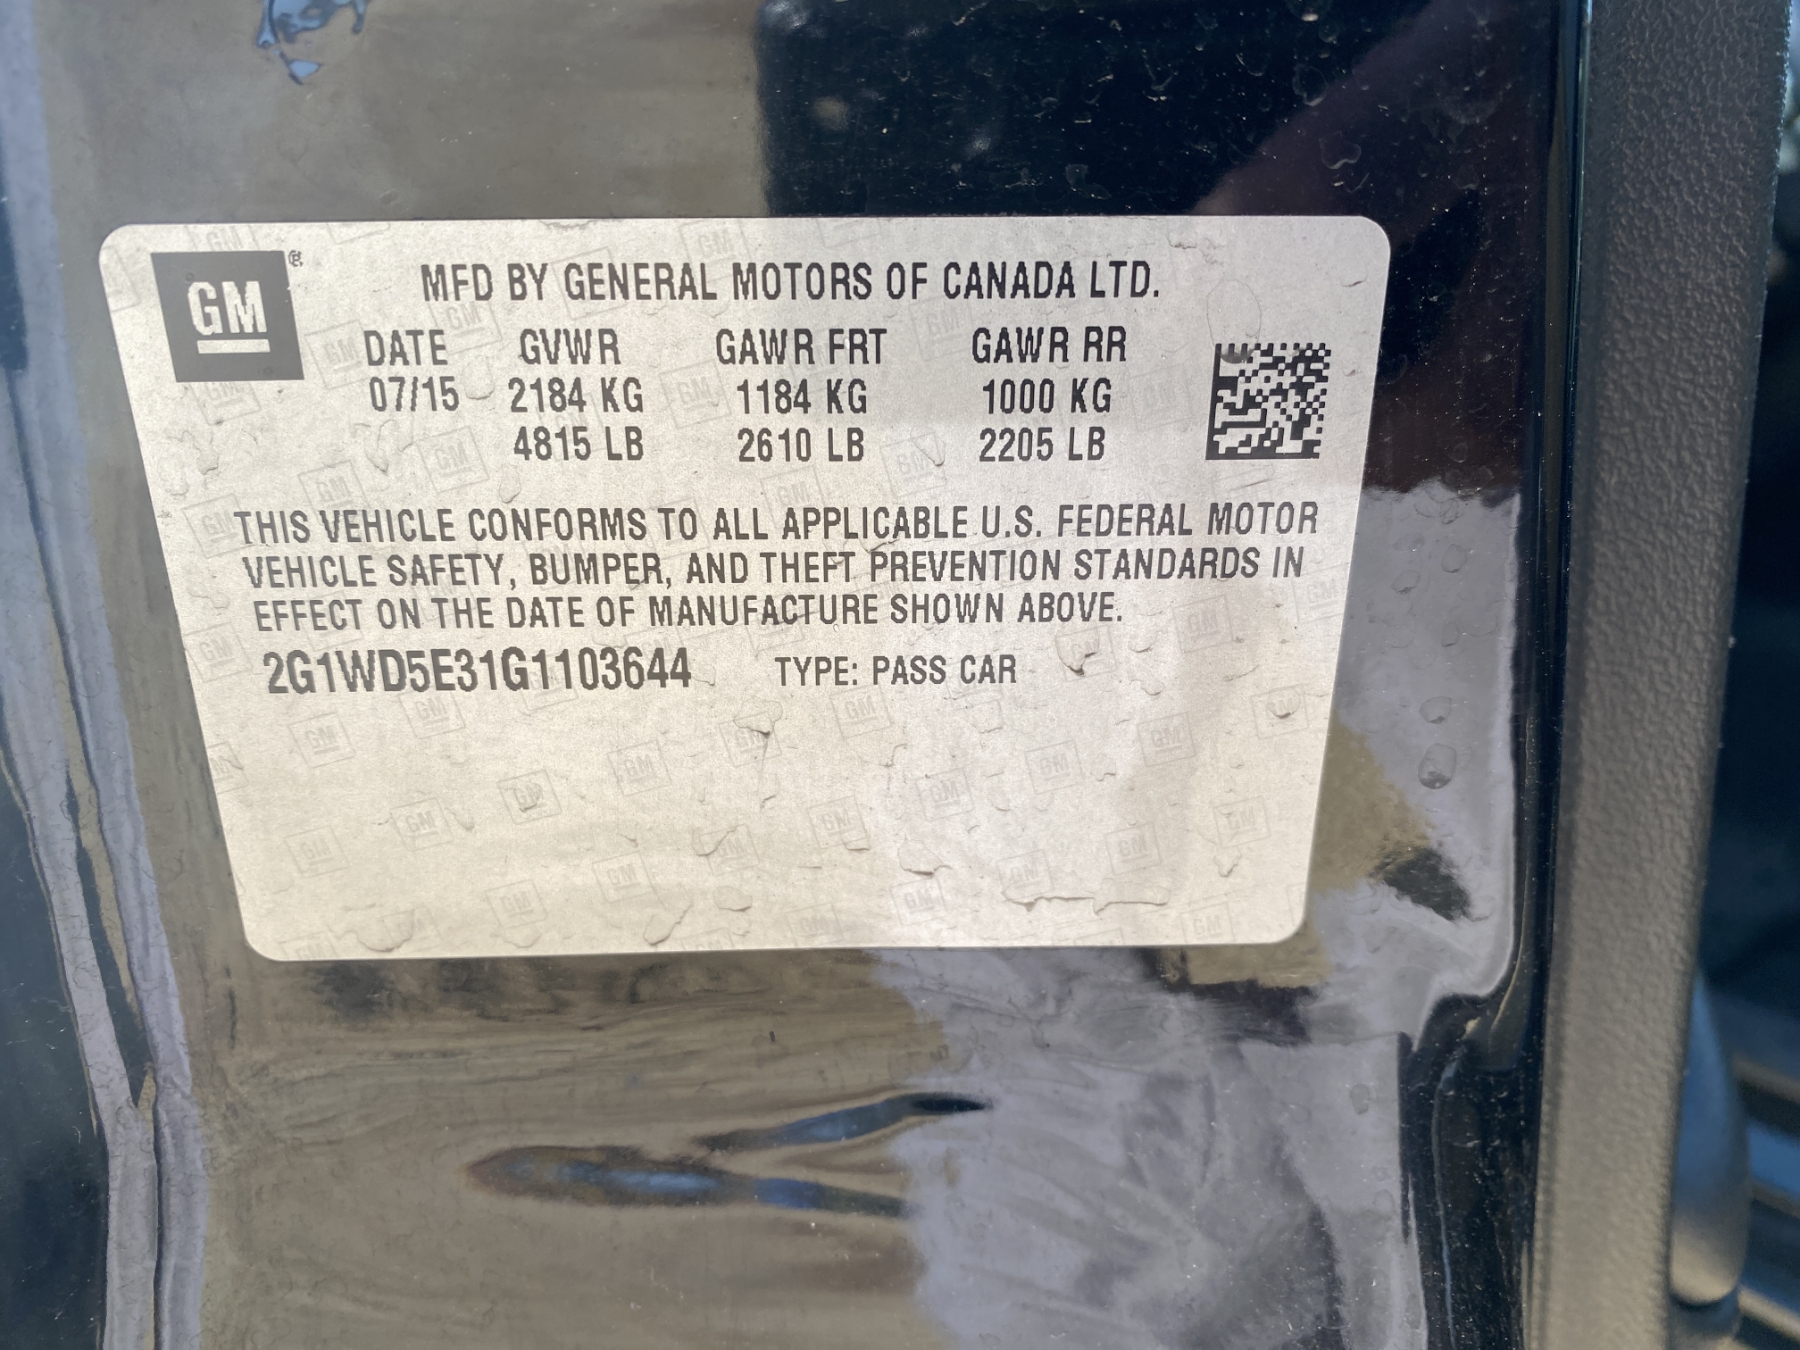 GM®
MFD BY GENERAL MOTORS OF CANADA LTD.
DATE GVWR GAWR FRT GAWR RR
07/15 2184 KG 1184 KG 1000 KG
4815 LB 2610 LB 2205 LB
THIS VEHICLE CONFORMS TO ALL APPLICABLE U.S. FEDERAL MOTOR
VEHICLE SAFETY, BUMPER, AND THEFT PREVENTION STANDARDS IN
EFFECT ON THE DATE OF MANUFACTURE SHOWN ABOVE.
2G1WD5E31G1103644 TYPE: PASS CAR